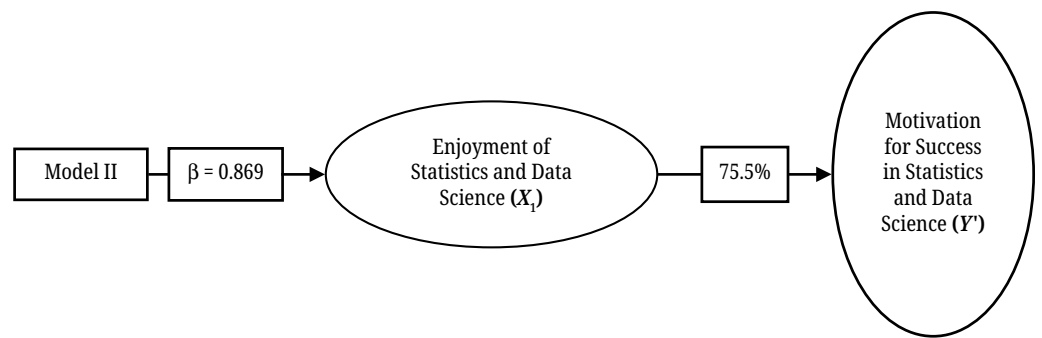 Model II
β = 0.869
Enjoyment of
Statistics and Data
Science (X₁)
75.5%
Motivation
for Success
in Statistics
and Data
Science (Y')